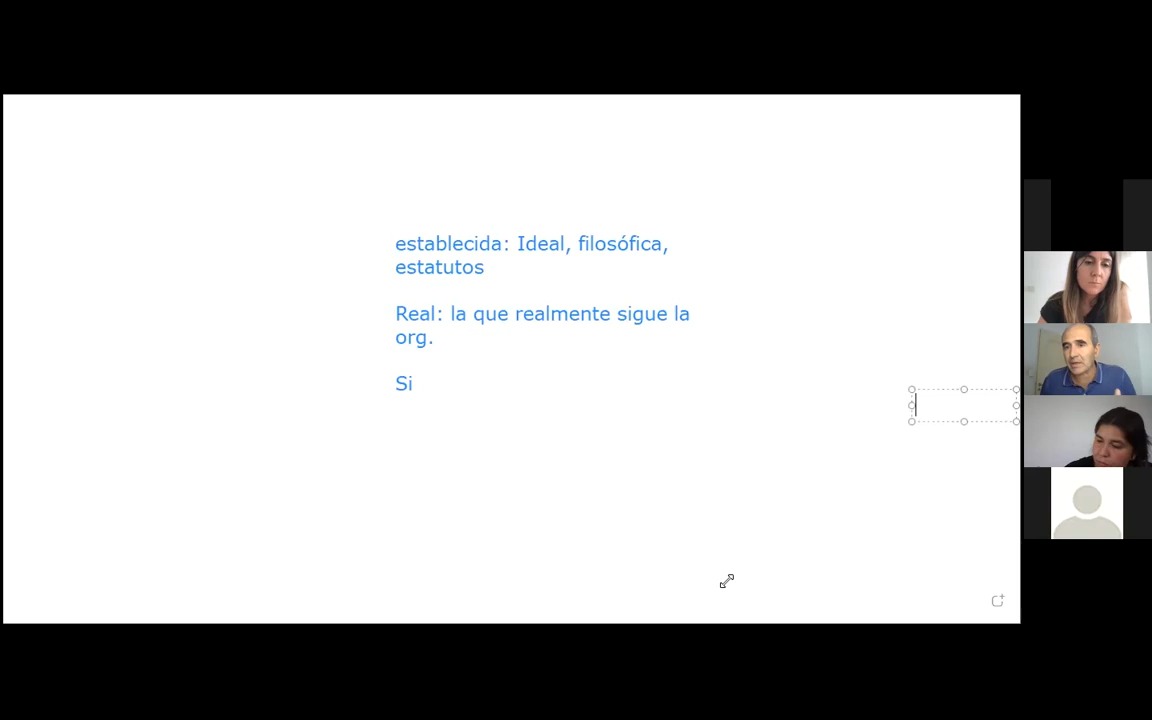 establecida: Ideal, filosófica,
estatutos
Real: la que realmente sigue la
org.
Si